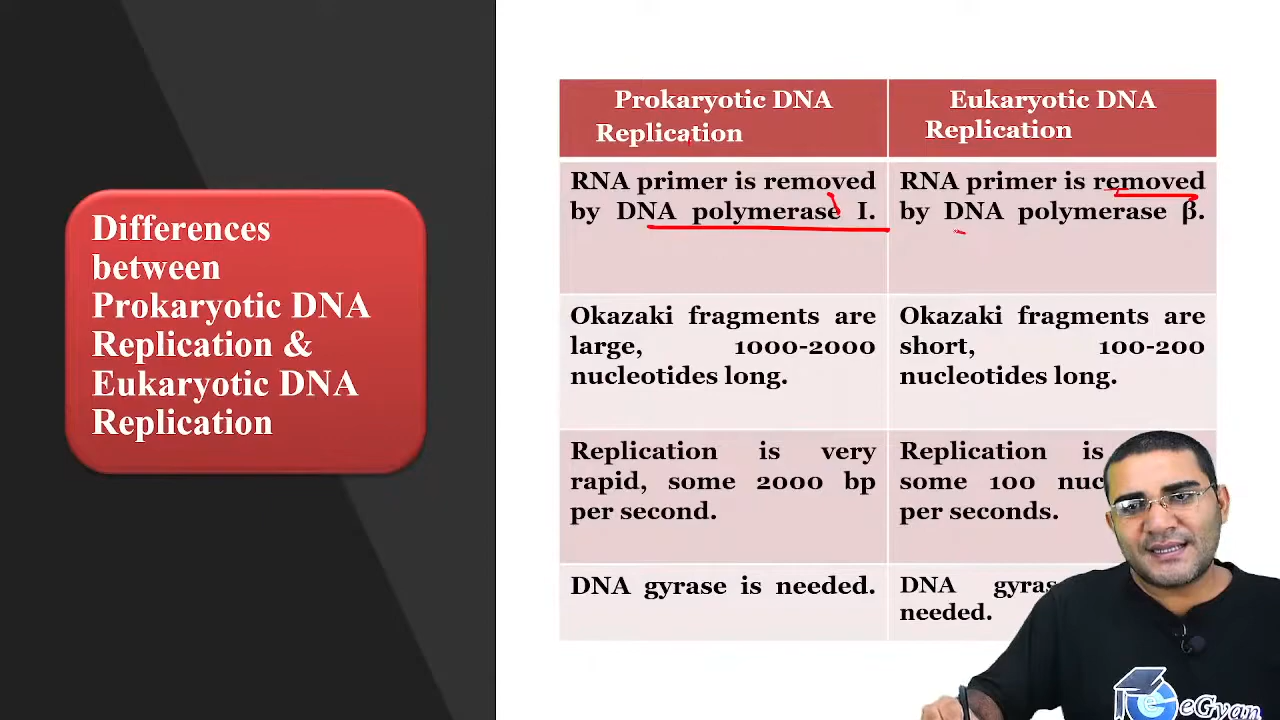 Differences
between
Prokaryotic DNA
Replication &
Eukaryotic DNA
Replication
Prokaryotic DNA
Replication
Eukaryotic DNA
Replication
RNA primer is removed
by DNA polymerase I.
RNA primer is removed
by DNA polymerase β.
Okazaki fragments are
large, 1000-2000
nucleotides long.
Okazaki fragments are
short, 100-200
nucleotides long.
Replication is very
rapid, some 2000 bp
per second.
Replication is
some 100
per seconds.
DNA gyrase is needed.
DNA
needed.
eGyan